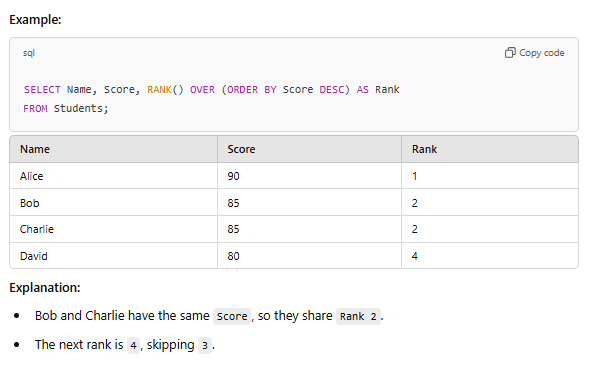 Example:
sql
Copy code
SELECT Name, Score, RANK() OVER (ORDER BY Score DESC) AS Rank
FROM Students;
Name Score Rank
Alice 90 1
Bob 85 2
Charlie 85 2
David 80 4
Explanation:
Bob and Charlie have the same Score, so they share Rank 2.
The next rank is 4, skipping 3.